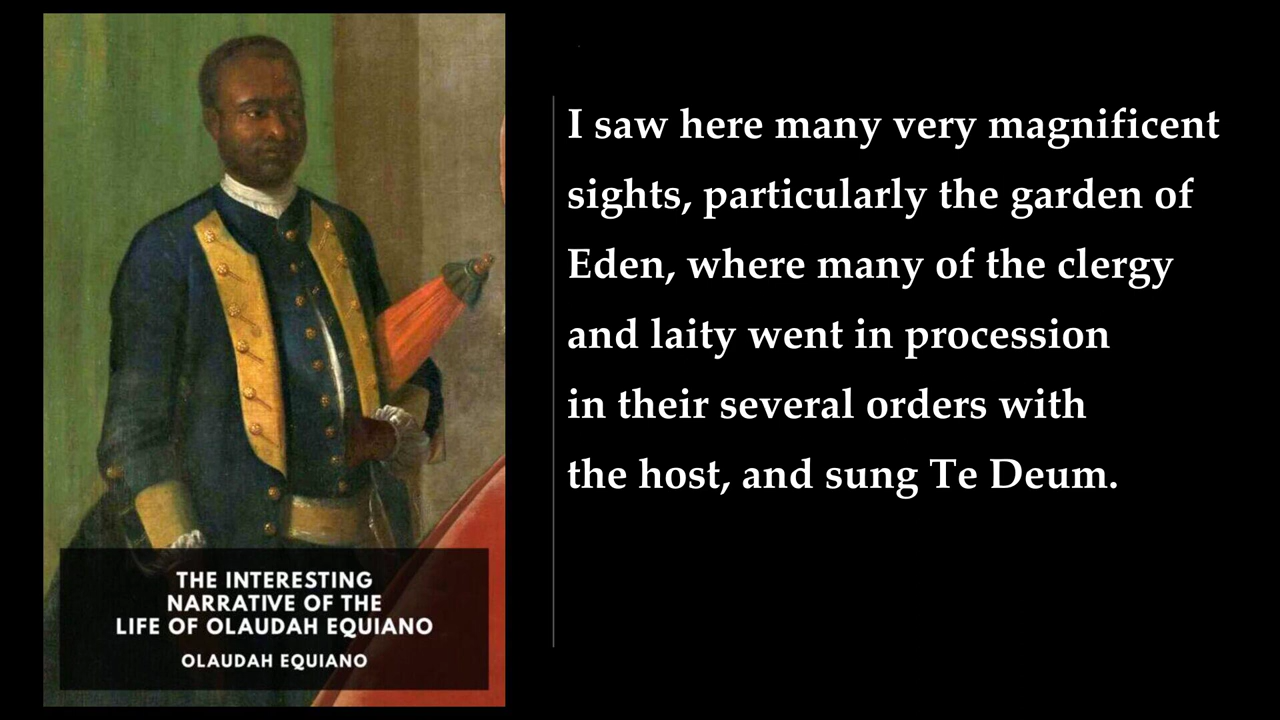 I saw here many very magnificent
sights, particularly the garden of
Eden, where many of the clergy
and laity went in procession
in their several orders with
the host, and sung Te Deum.
THE INTERESTING
NARRATIVE OF THE
LIFE OF OLAUDAH EQUIANO
OLAUDAH EQUIANO